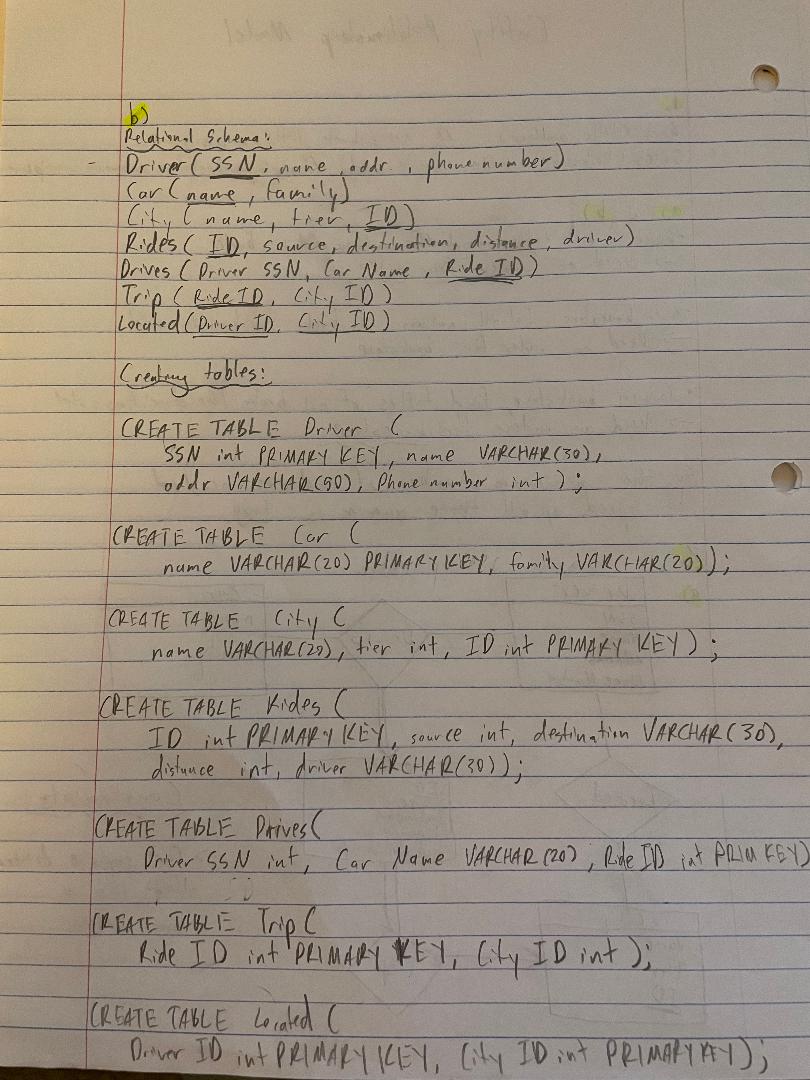 b)
Relational Schema:
Driver ( SSN, name, addr., phone number)
Car ( name, family)
City ( name, tier, ID)
Rides ( ID, source, destination, distance, driver)
Drives ( Driver SSN, Car Name, Ride ID)
Trip ( Ride ID, City ID)
Located ( Driver ID, City ID)
Creating tables:
CREATE TABLE Driver (
SSN int PRIMARY KEY, name VARCHAR(30),
addr VARCHAR(50), Phone number int );
CREATE TABLE Car (
name VARCHAR(20) PRIMARY KEY, family VARCHAR(20));
CREATE TABLE City (
name VARCHAR(20), tier int, ID int PRIMARY KEY);
CREATE TABLE Rides (
ID int PRIMARY KEY, source int, destination VARCHAR(30),
distance int, driver VARCHAR(30));
CREATE TABLE Drives(
Driver SSN int, Car Name VARCHAR(20), Ride ID int PRIM KEY)
CREATE TABLE Trip (
Ride ID int PRIMARY KEY, City ID int );
CREATE TABLE Located (
Driver ID int PRIMARY KEY, City ID int PRIMARY KEY);